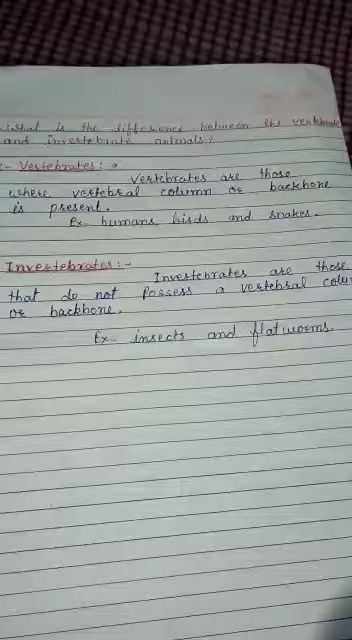 What is the difference between the vertebrate
and invertebrate animals?
:- Vertebrates: →
Vertebrates are those
where vertebral column or backbone
is present.
Ex- humans, birds and snakes.
Invertebrates:-
Invertebrates are those
that do not Possess a vertebral colu
or backbone.
Ex- insects and flatworms.